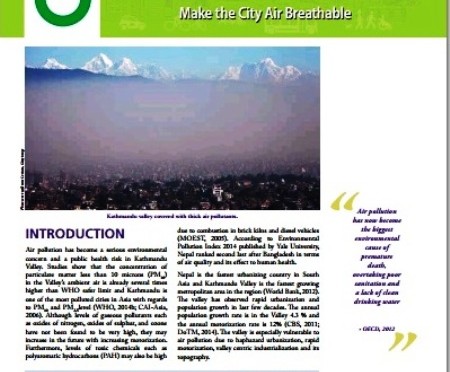 Make the City Air Breathable
Kathmandu valley covered with thick air pollutants.
INTRODUCTION
Air pollution has become a serious environmental
concern and a public health risk in Kathmandu
Valley. Studies show that the concentration of
particulate matter less than 10 micron (PM10)
in the Valley's ambient air is already several times
higher than WHO safer limit and Kathmandu is
one of the most polluted cities in Asia with regards
to PM10 and PM2.5 level (WHO, 2014b; CAI-Asia,
2006). Although levels of gaseous pollutants such
as oxides of nitrogen, oxides of sulphur, and ozone
have not been found to be very high, they may
increase in the future with increasing motorization.
Furthermore, levels of toxic chemicals such as
polyaromatic hydrocarbons (PAH) may also be high
due to combustion in brick kilns and diesel vehicles
(MOEST, 2005). According to Environmental
Pollution Index 2014 published by Yale University,
Nepal ranked second last after Bangladesh in terms
of air quality and its effect to human health.
Nepal is the fastest urbanizing country in South
Asia and Kathmandu Valley is the fastest growing
metropolitan area in the region (World Bank, 2012).
The valley has observed rapid urbanization and
population growth in last few decades. The annual
population growth rate is in the Valley 4.3 % and
the annual motorization rate is 12% (CBS, 2011;
DoTM, 2014). The valley is especially vulnerable to
air pollution due to haphazard urbanization, rapid
motorization, valley centric industrialization and its
topography.
“
Air pollution
has now become
the biggest
environmental
cause of
premature
death,
overtaking poor
sanitation and
a lack of clean
drinking water
- OECD, 2012
”